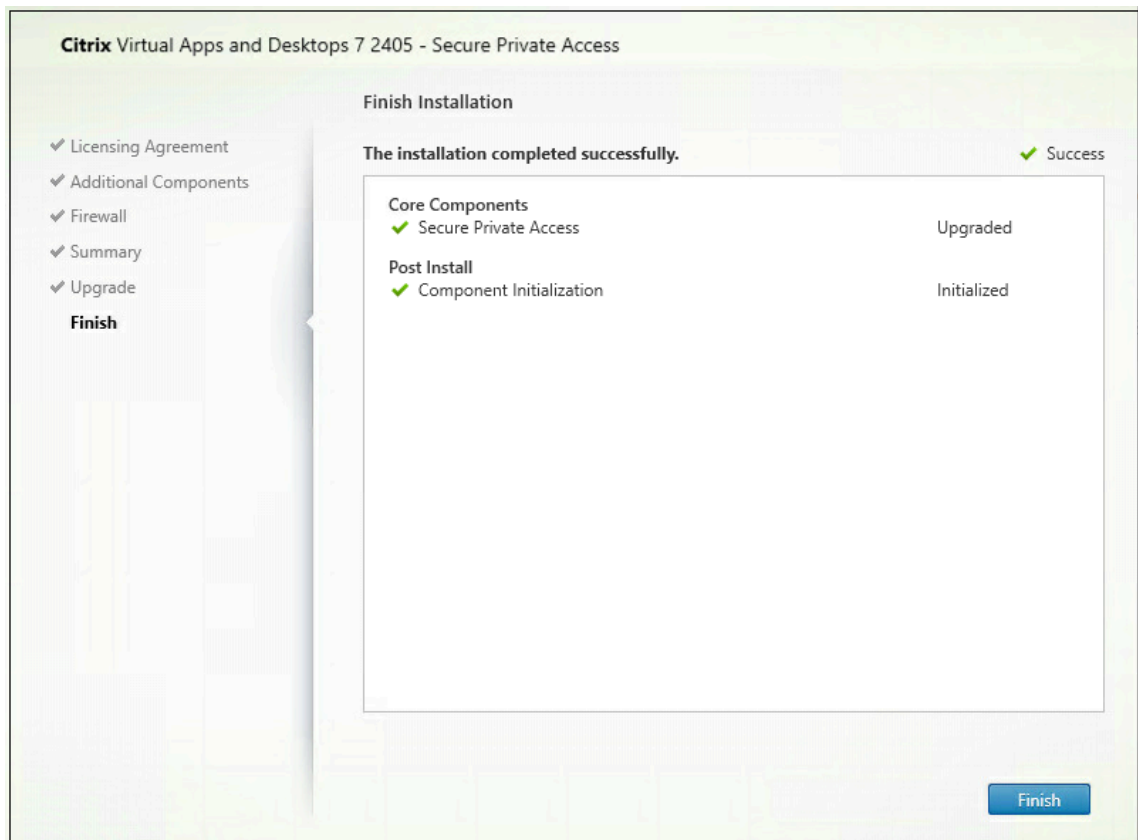 Citrix Virtual Apps and Desktops 7 2405 - Secure Private Access
Licensing Agreement
Additional Components
Firewall
Summary
Upgrade
Finish
Finish Installation
The installation completed successfully.
Success
Core Components
Secure Private Access Upgraded
Post Install
Component Initialization Initialized
Finish